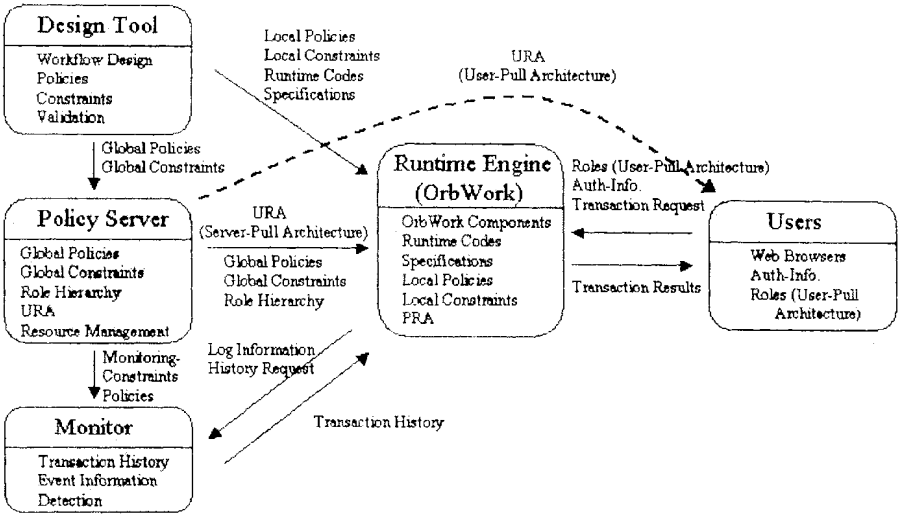 Design Tool
Workflow Design
Policies
Constraints
Validation
Local Policies
Local Constraints
Runtime Codes
Specifications
URA
(User-Pull Architecture)
Global Policies
Global Constraints
Runtime Engine
(OrbWork)
OrbWork Components
Runtime Codes
Specifications
Local Policies
Local Constraints
PRA
Roles (User-Pull Architecture)
Auth-Info.
Transaction Request
Transaction Results
Policy Server
Global Policies
Global Constraints
Role Hierarchy
URA
Resource Management
URA
(Server-Pull Architecture)
Global Policies
Global Constraints
Role Hierarchy
Users
Web Browsers
Auth-Info.
Roles (User-Pull
Architecture)
Monitoring-
Constraints
Policies
Log Information
History Request
Transaction History
Monitor
Transaction History
Event Information
Detection